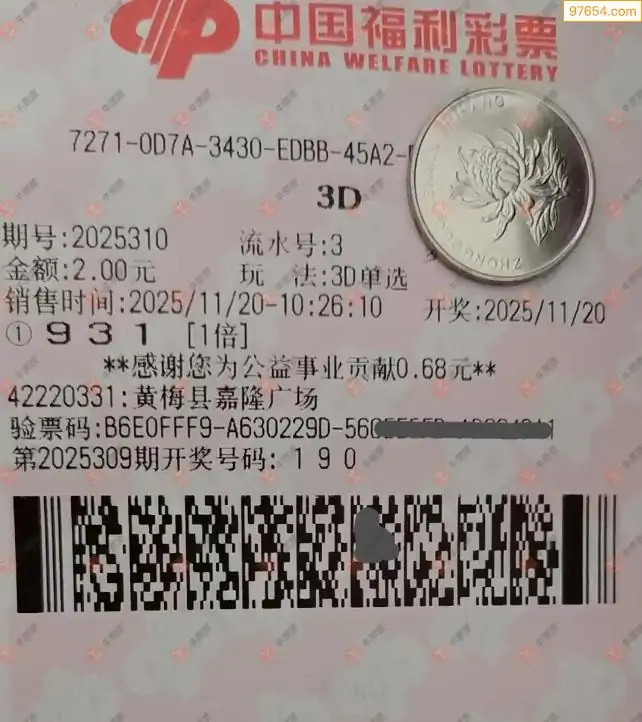 97654.com
中国福利彩票
CHINA WELFARE LOTTERY
7271-0D7A-3430-EDBB-45A2-
3D
期号:2025310 流水号:3
金额:2.00元 玩 法:3D单选
销售时间:2025/11/20-10:26:10 开奖:2025/11/20
① 9 3 1 [1倍]
**感谢您为公益事业贡献0.68元**
42220331:黄梅县嘉隆广场
验票码:B6E0FFF9-A630229D-560
第2025309期开奖号码: 1 9 0